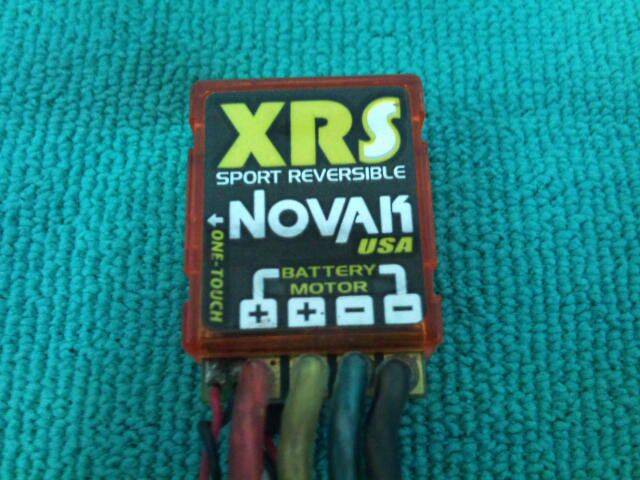 XRS
SPORT REVERSIBLE
NOVAK
USA
← ONE-TOUCH
BATTERY
MOTOR
+ + − −